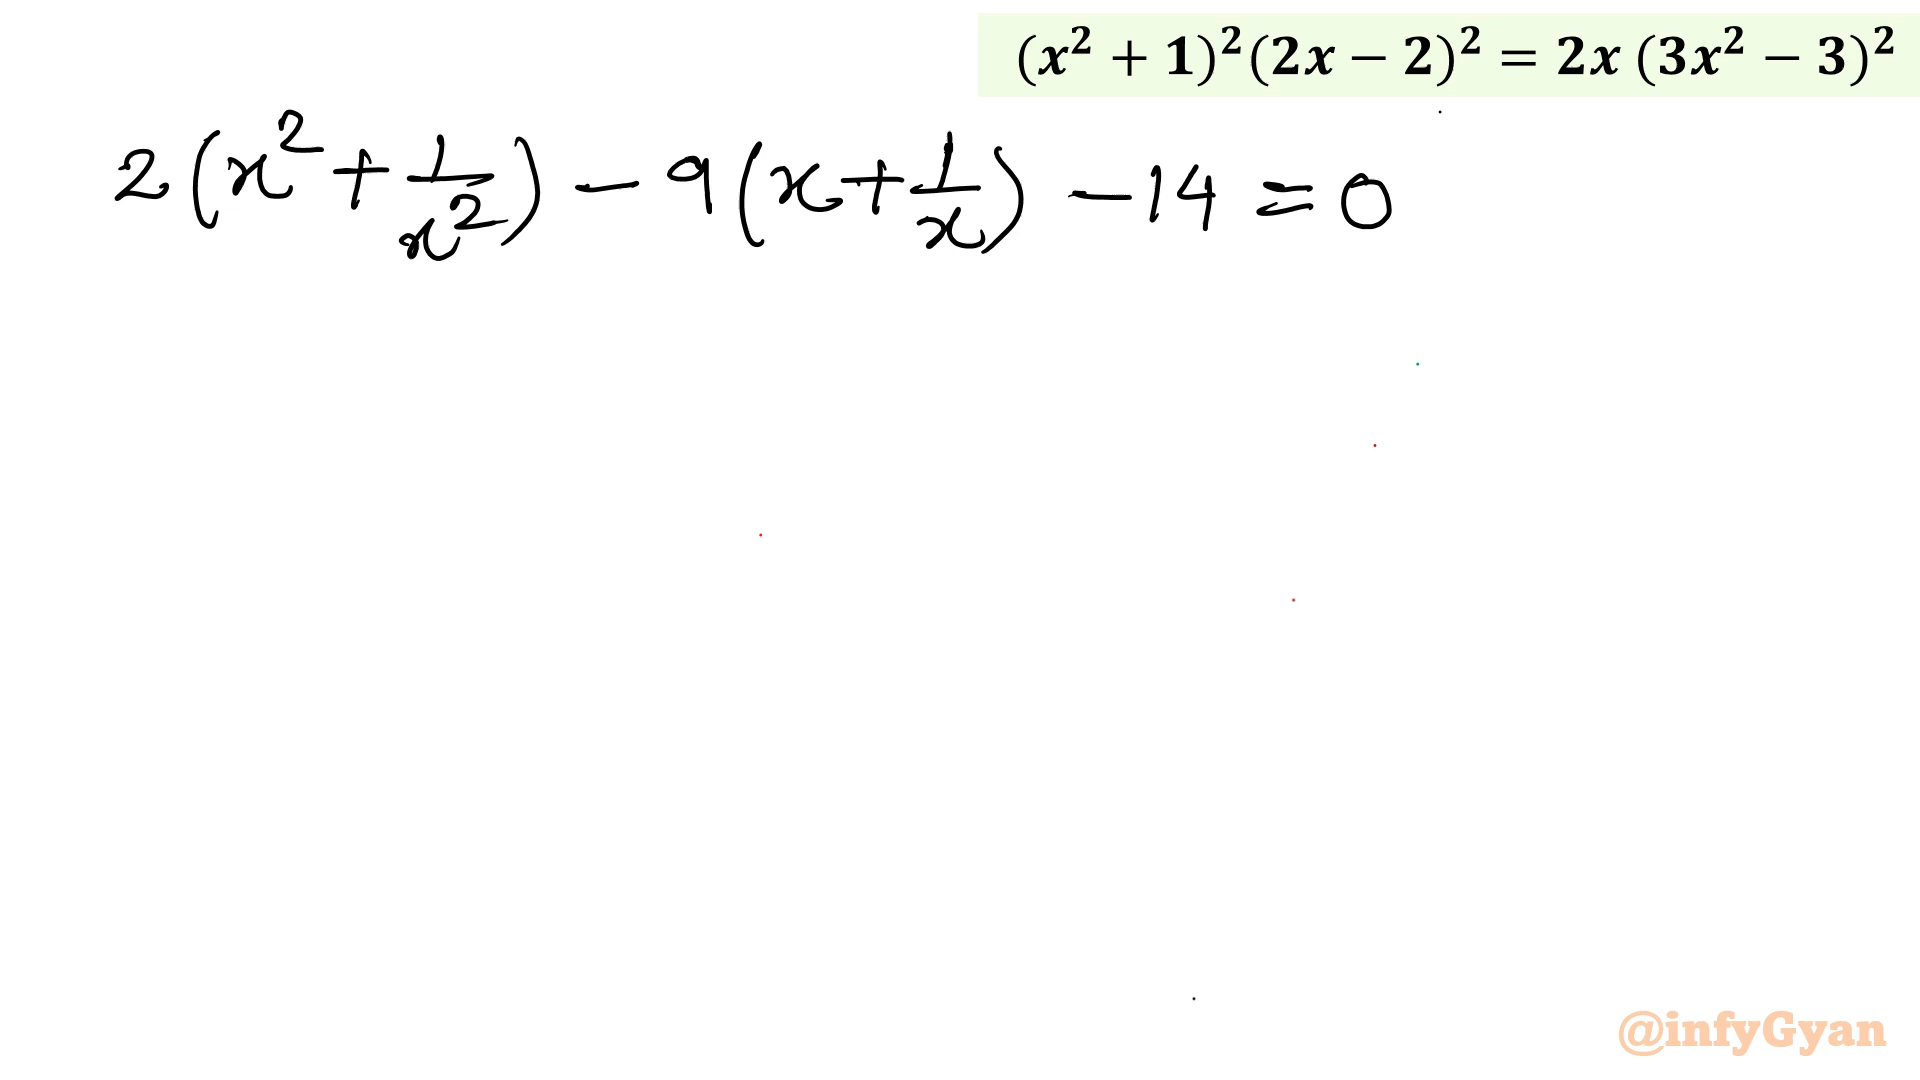 (x² + 1)²(2x − 2)² = 2x (3x² − 3)²
2(x² + 1/x²) − 9(x + 1/x) − 14 = 0
@infyGyan